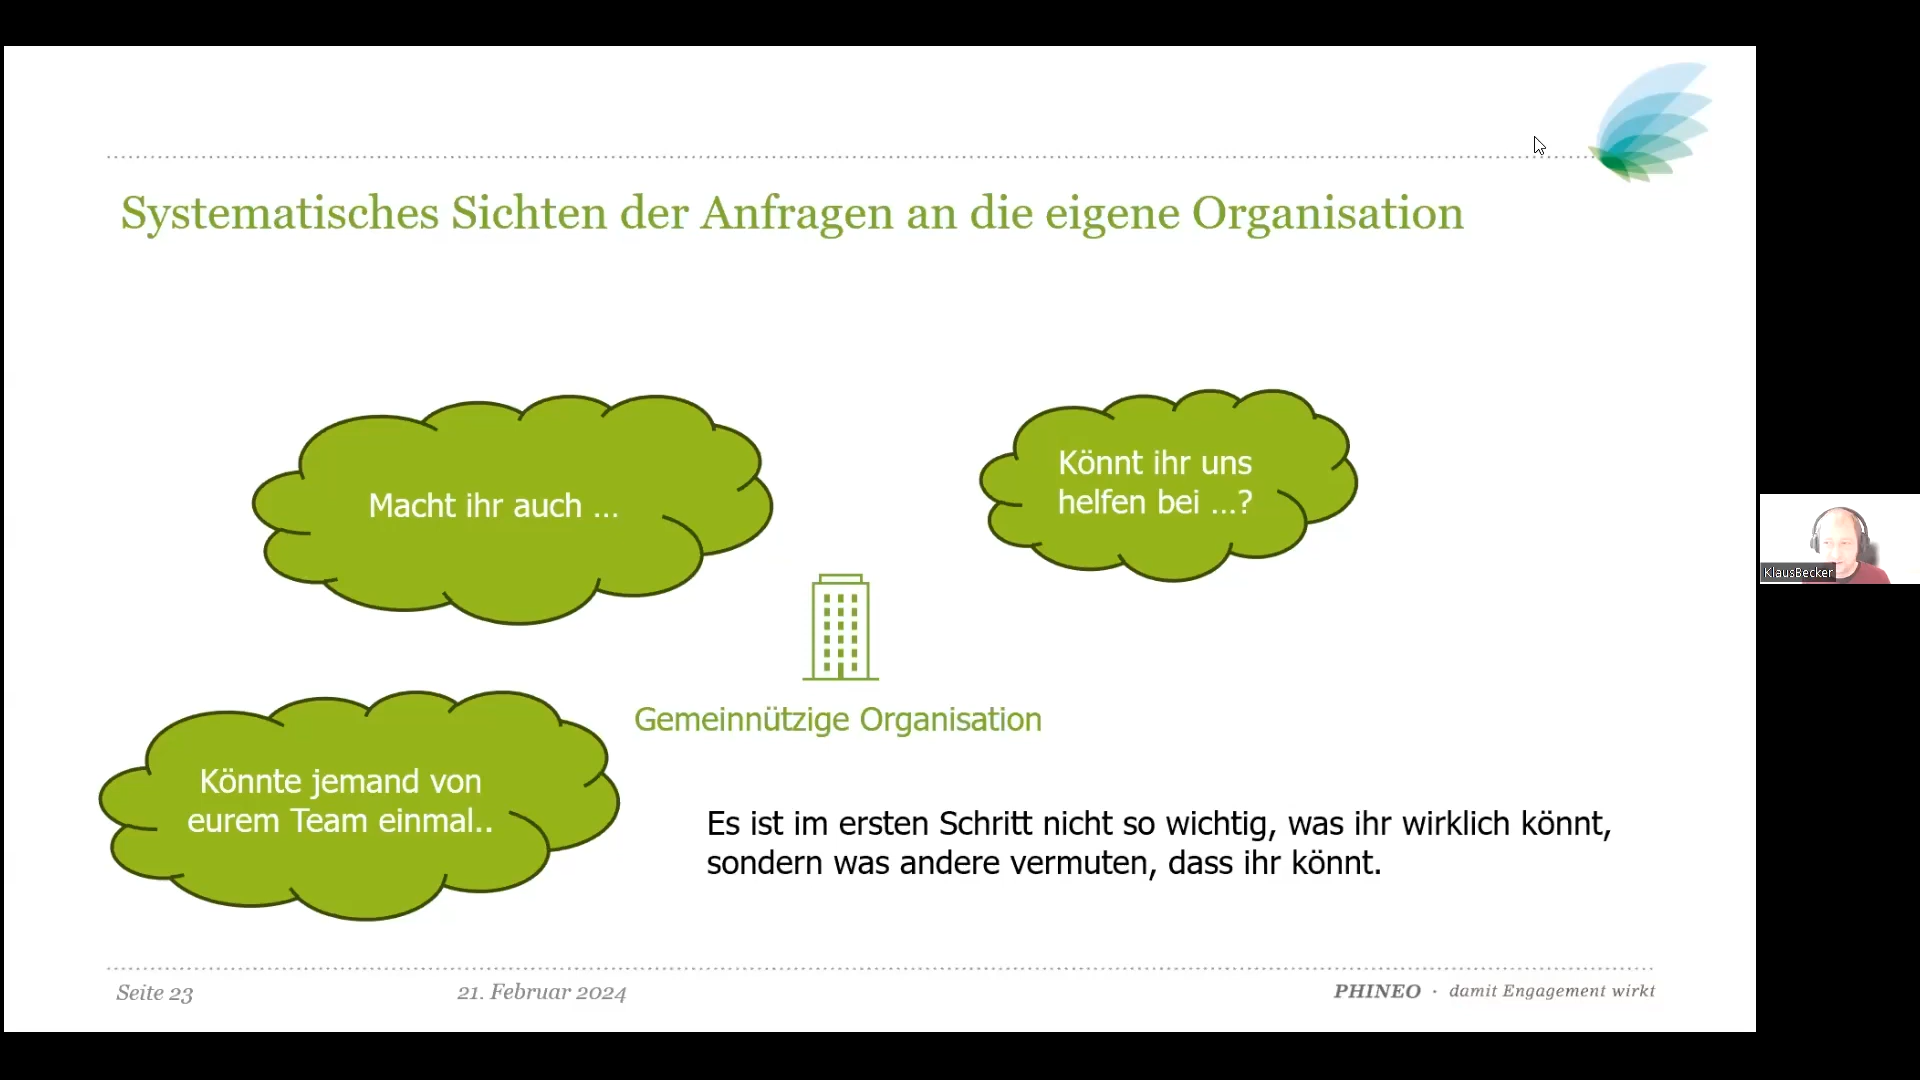 Systematisches Sichten der Anfragen an die eigene Organisation
Macht ihr auch ...
Könnt ihr uns
helfen bei ...?
Gemeinnützige Organisation
Könnte jemand von
eurem Team einmal..
Es ist im ersten Schritt nicht so wichtig, was ihr wirklich könnt,
sondern was andere vermuten, dass ihr könnt.
Seite 23
21. Februar 2024
PHINEO · damit Engagement wirkt
KlausBecker